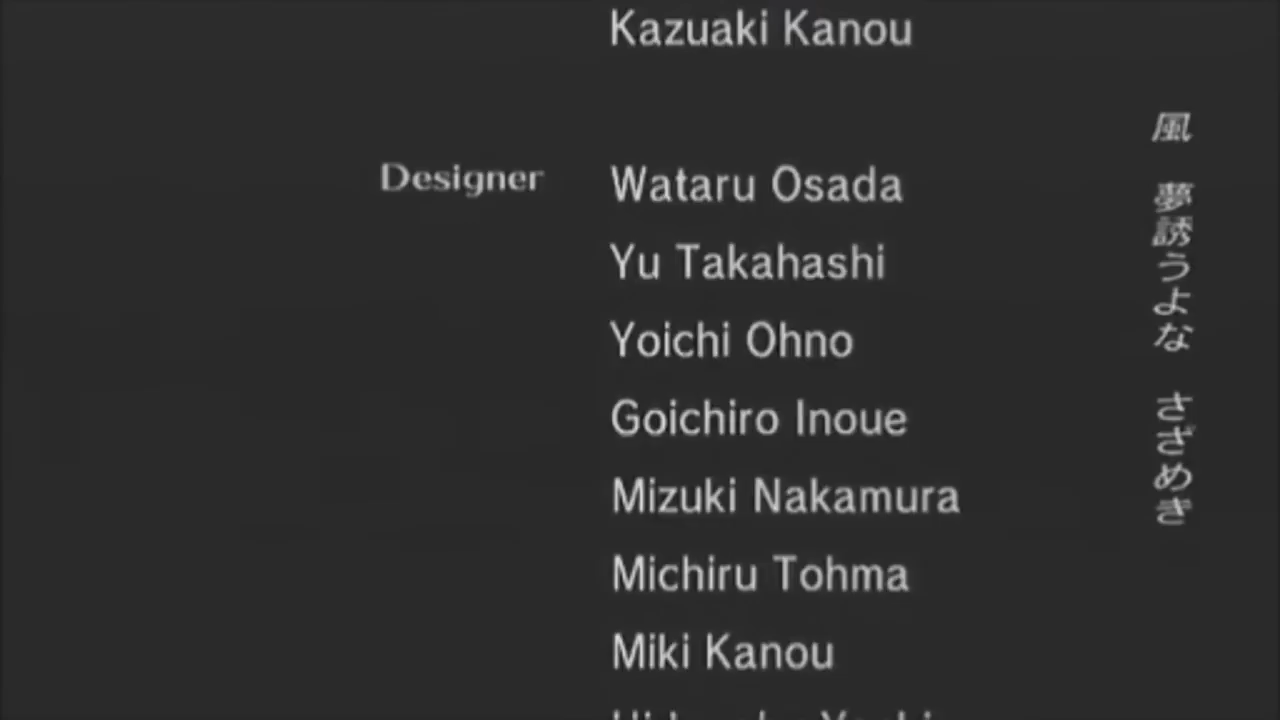 Kazuaki Kanou
Designer Wataru Osada
Yu Takahashi
Yoichi Ohno
Goichiro Inoue
Mizuki Nakamura
Michiru Tohma
Miki Kanou
風 夢誘うよな さざめき